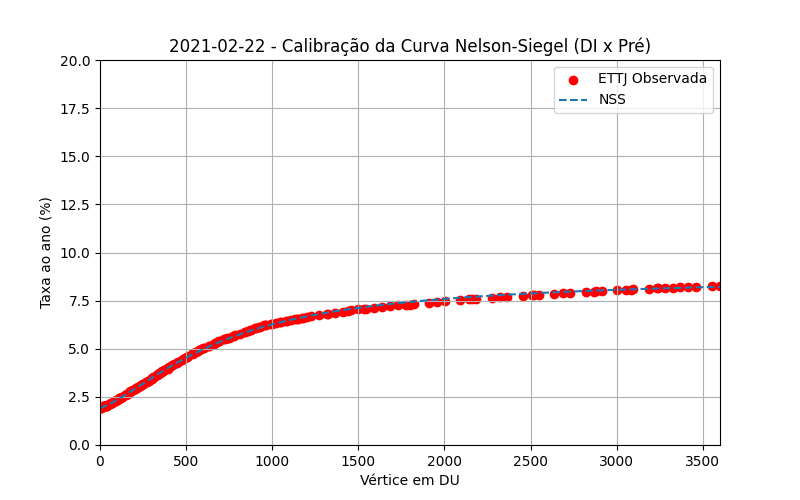 2021-02-22 - Calibração da Curva Nelson-Siegel (DI x Pré)
20.0
17.5
15.0
12.5
10.0
7.5
5.0
2.5
0.0
Taxa ao ano (%)
ETTJ Observada
NSS
0 500 1000 1500 2000 2500 3000 3500
Vértice em DU